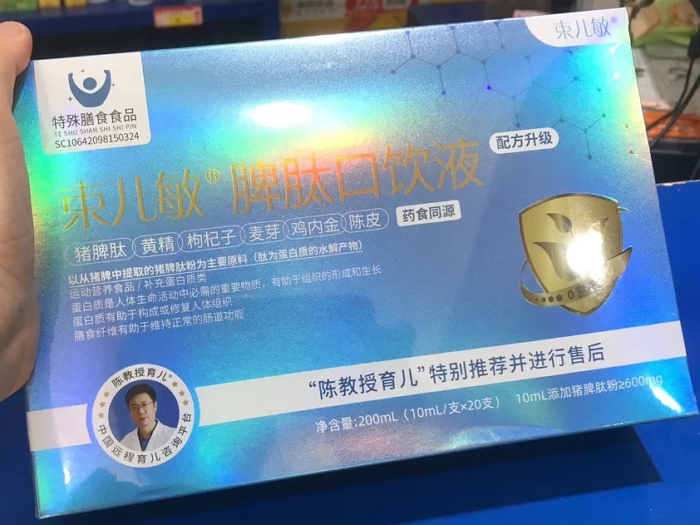 束儿敏®
特殊膳食食品
TE SHU SHAN SHI SHI PIN
SC10642098150324
配方升级
束儿敏®脾肽口饮液
猪脾肽 黄精 枸杞子 麦芽 鸡内金 陈皮 药食同源
以从猪脾中提取的猪脾肽粉为主要原料（肽为蛋白质的水解产物）
运动营养食品/补充蛋白质类
蛋白质是人体生命活动中必需的重要物质，有助于组织的形成和生长
蛋白质有助于构成或修复人体组织
膳食纤维有助于维持正常的肠道功能
“陈教授育儿”特别推荐并进行售后
陈教授育儿®
中国远程育儿咨询平台
净含量:200mL（10mL/支×20支） 10mL添加猪脾肽粉≥600mg